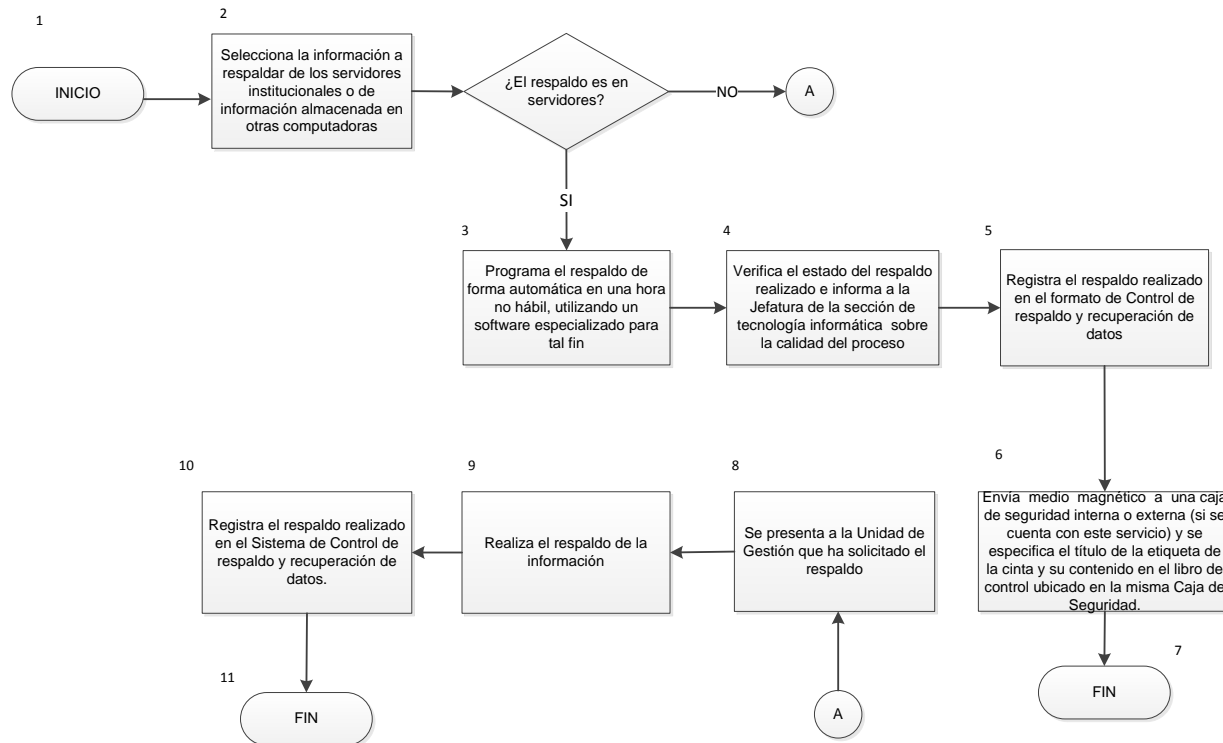 1
2
INICIO
Selecciona la información a
respaldar de los servidores
institucionales o de
información almacenada en
otras computadoras
¿El respaldo es en
servidores?
NO
A
SI
3
4
5
Programa el respaldo de
forma automática en una hora
no hábil, utilizando un
software especializado para
tal fin
Verifica el estado del respaldo
realizado e informa a la
Jefatura de la sección de
tecnología informática sobre
la calidad del proceso
Registra el respaldo realizado
en el formato de Control de
respaldo y recuperación de
datos
6
Envía medio magnético a una caja
de seguridad interna o externa (si se
cuenta con este servicio) y se
especifica el título de la etiqueta de
la cinta y su contenido en el libro de
control ubicado en la misma Caja de
Seguridad.
7
FIN
8
Se presenta a la Unidad de
Gestión que ha solicitado el
respaldo
A
9
Realiza el respaldo de la
información
10
Registra el respaldo realizado
en el Sistema de Control de
respaldo y recuperación de
datos.
11
FIN